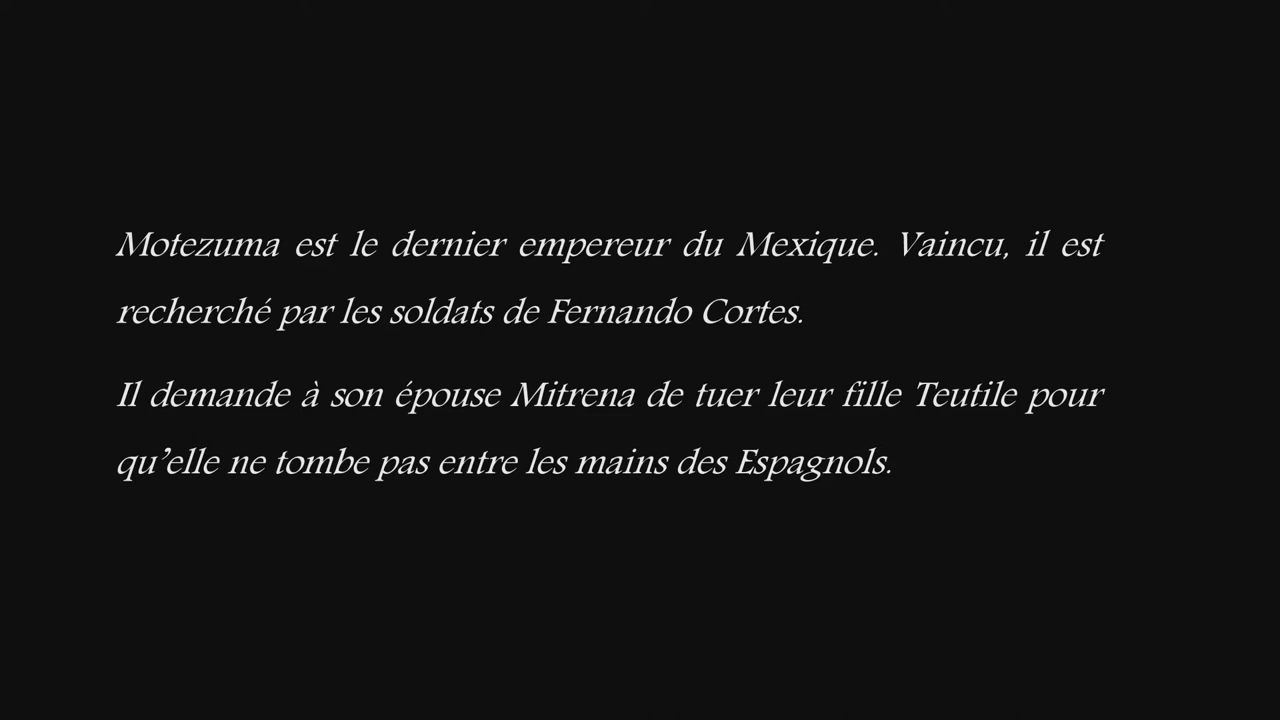 Motezuma est le dernier empereur du Mexique. Vaincu, il est
recherché par les soldats de Fernando Cortes.
Il demande à son épouse Mitrena de tuer leur fille Teutile pour
qu’elle ne tombe pas entre les mains des Espagnols.